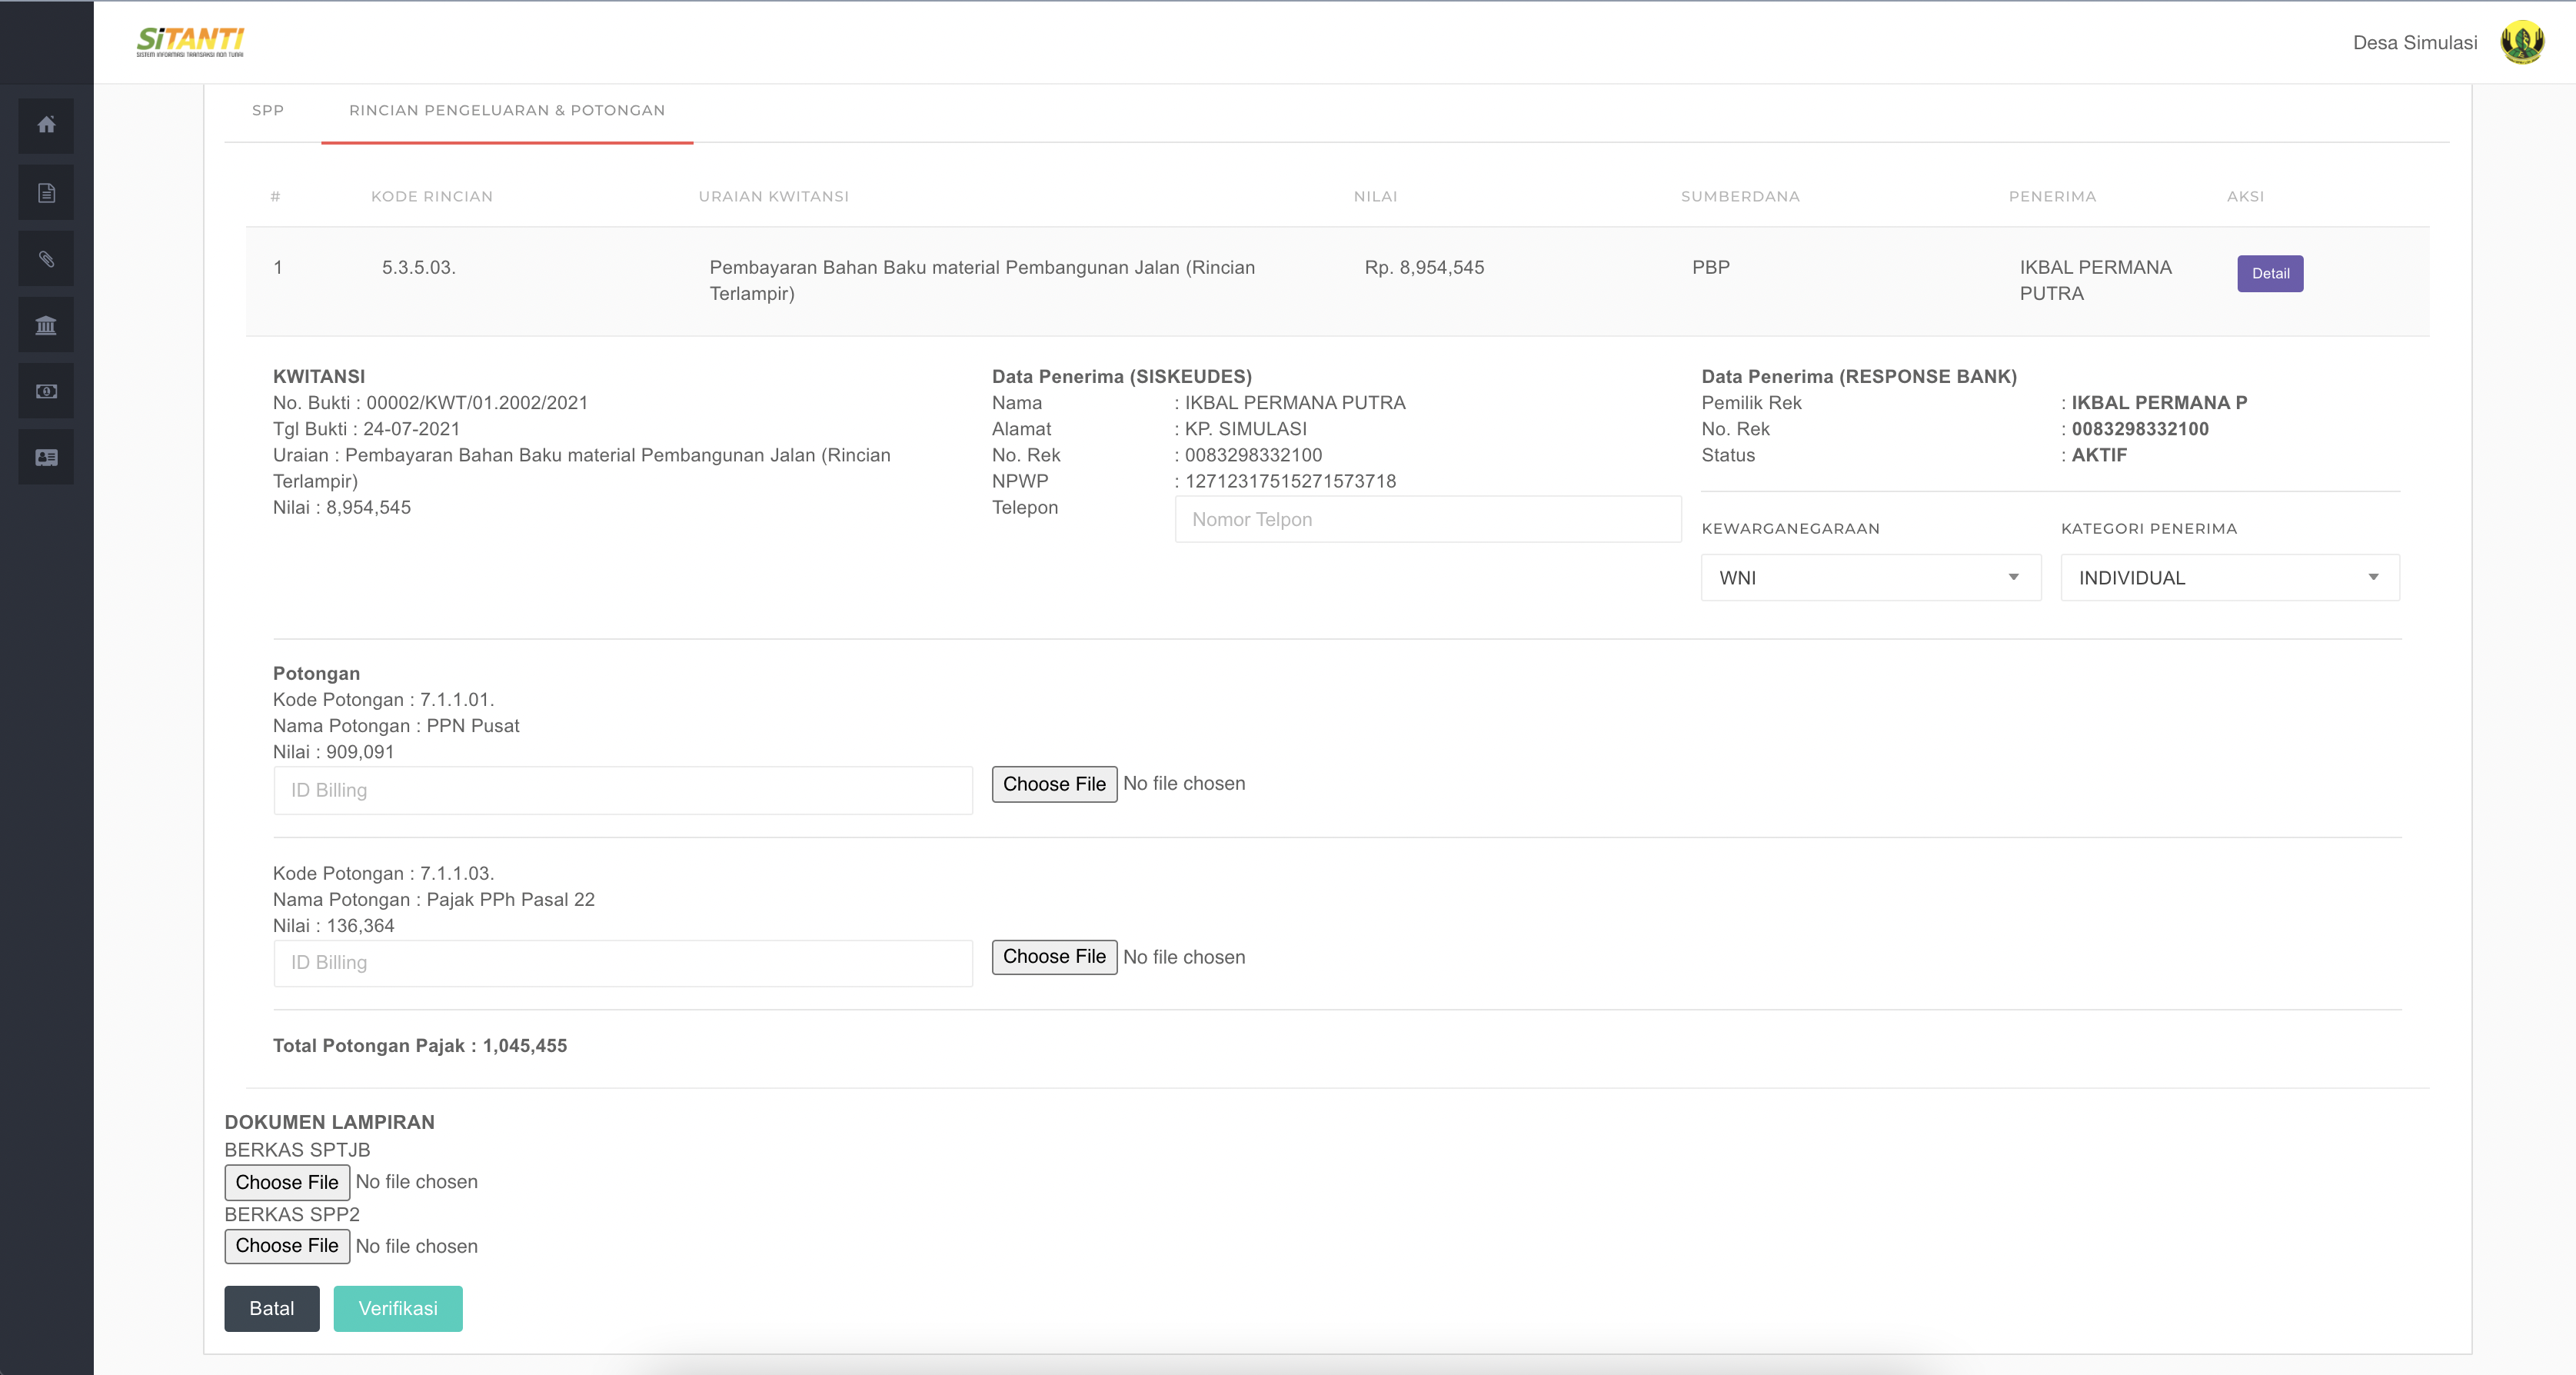 SiTANTI
SISTEM INFORMASI TRANSAKSI NON TUNAI
Desa Simulasi
SPP
RINCIAN PENGELUARAN & POTONGAN
# KODE RINCIAN URAIAN KWITANSI NILAI SUMBERDANA PENERIMA AKSI
1 5.3.5.03. Pembayaran Bahan Baku material Pembangunan Jalan (Rincian Rp. 8,954,545 PBP IKBAL PERMANA Detail
Terlampir) PUTRA
KWITANSI
No. Bukti : 00002/KWT/01.2002/2021
Tgl Bukti : 24-07-2021
Uraian : Pembayaran Bahan Baku material Pembangunan Jalan (Rincian
Terlampir)
Nilai : 8,954,545
Data Penerima (SISKEUDES)
Nama : IKBAL PERMANA PUTRA
Alamat : KP. SIMULASI
No. Rek : 0083298332100
NPWP : 12712317515271573718
Telepon Nomor Telpon
Data Penerima (RESPONSE BANK)
Pemilik Rek : IKBAL PERMANA P
No. Rek : 0083298332100
Status : AKTIF
KEWARGANEGARAAN KATEGORI PENERIMA
WNI INDIVIDUAL
Potongan
Kode Potongan : 7.1.1.01.
Nama Potongan : PPN Pusat
Nilai : 909,091
ID Billing Choose File No file chosen
Kode Potongan : 7.1.1.03.
Nama Potongan : Pajak PPh Pasal 22
Nilai : 136,364
ID Billing Choose File No file chosen
Total Potongan Pajak : 1,045,455
DOKUMEN LAMPIRAN
BERKAS SPTJB
Choose File No file chosen
BERKAS SPP2
Choose File No file chosen
Batal Verifikasi